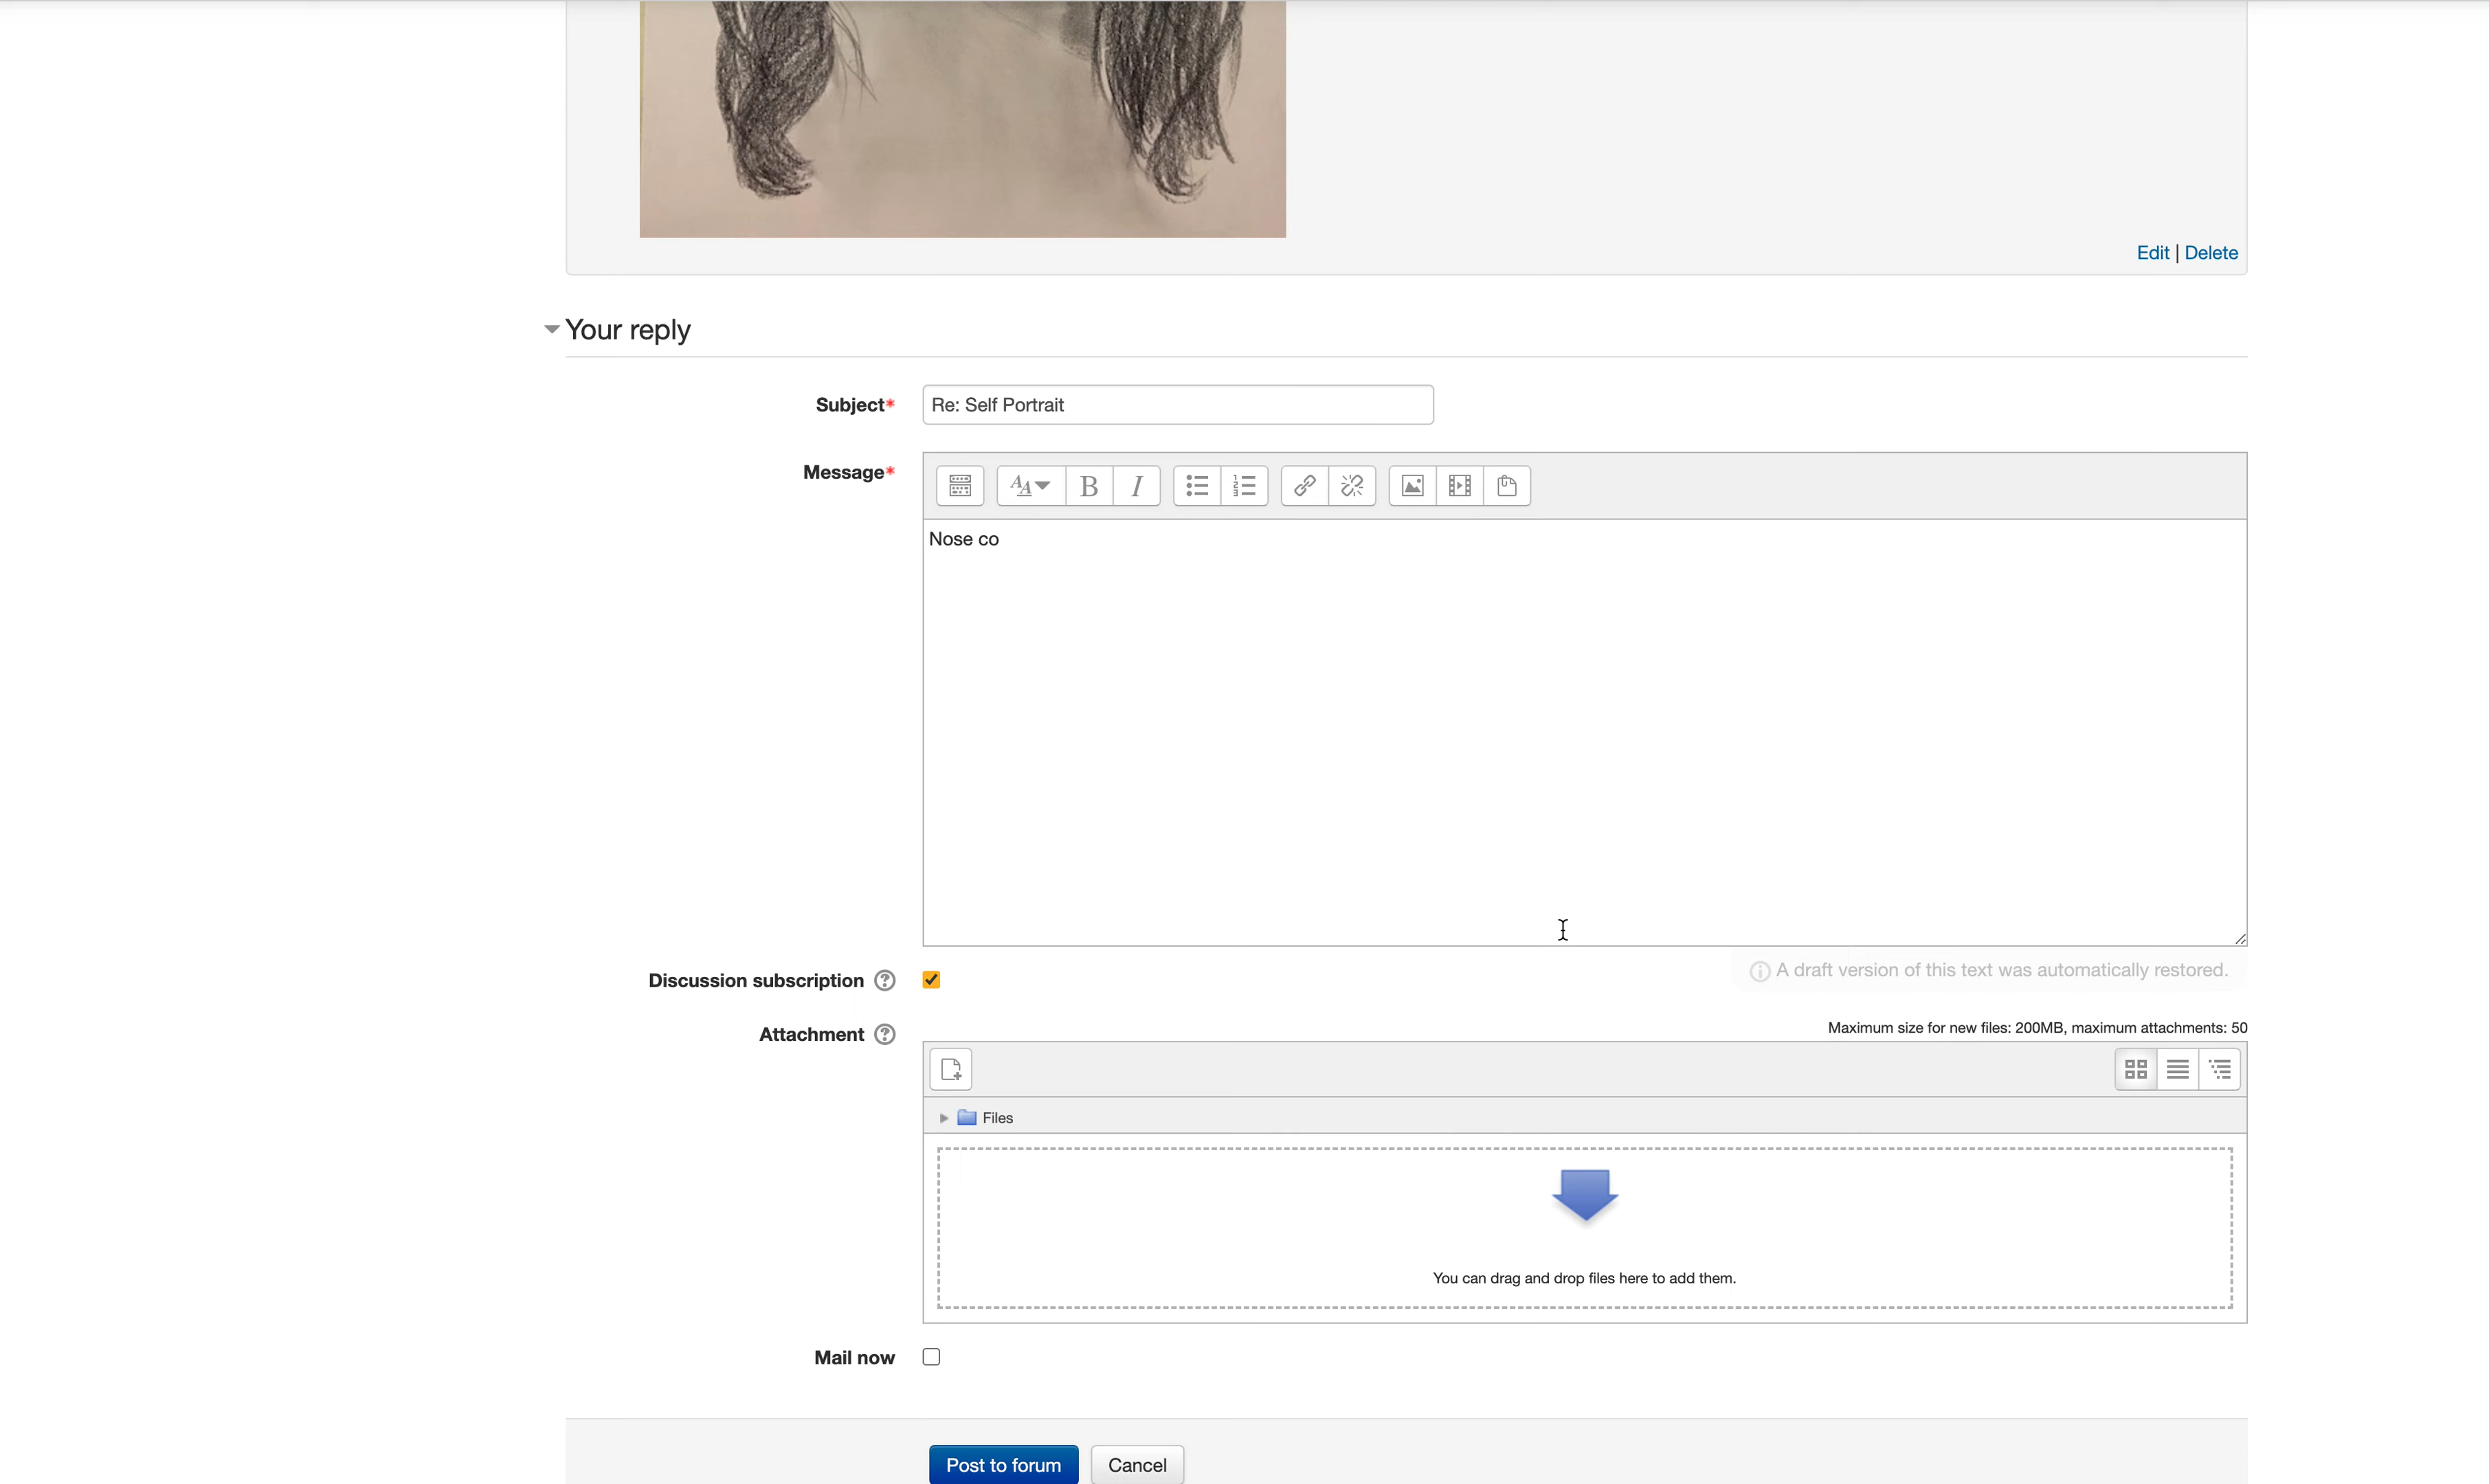 Edit | Delete
Your reply
Subject*
Re: Self Portrait
Message*
Nose co
Discussion subscription
A draft version of this text was automatically restored.
Attachment
Maximum size for new files: 200MB, maximum attachments: 50
Files
You can drag and drop files here to add them.
Mail now
Post to forum
Cancel